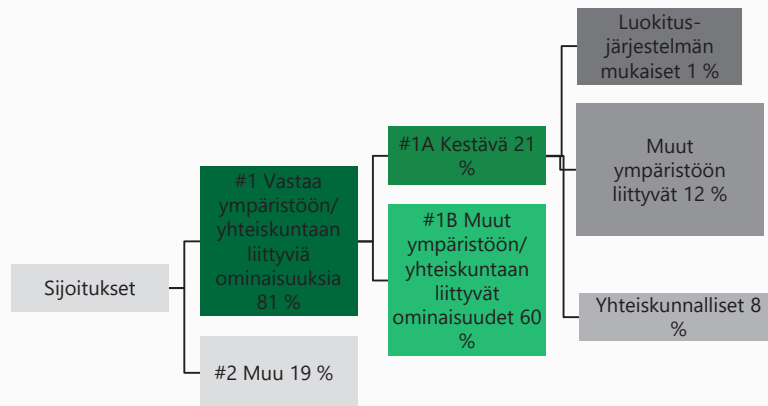 Sijoitukset
#1 Vastaa
ympäristöön/
yhteiskuntaan
liittyviä
ominaisuuksia
81 %
#2 Muu 19 %
#1A Kestävä 21
%
#1B Muut
ympäristöön/
yhteiskuntaan
liittyvät
ominaisuudet 60
%
Luokitus-
järjestelmän
mukaiset 1 %
Muut
ympäristöön
liittyvät 12 %
Yhteiskunnalliset 8
%